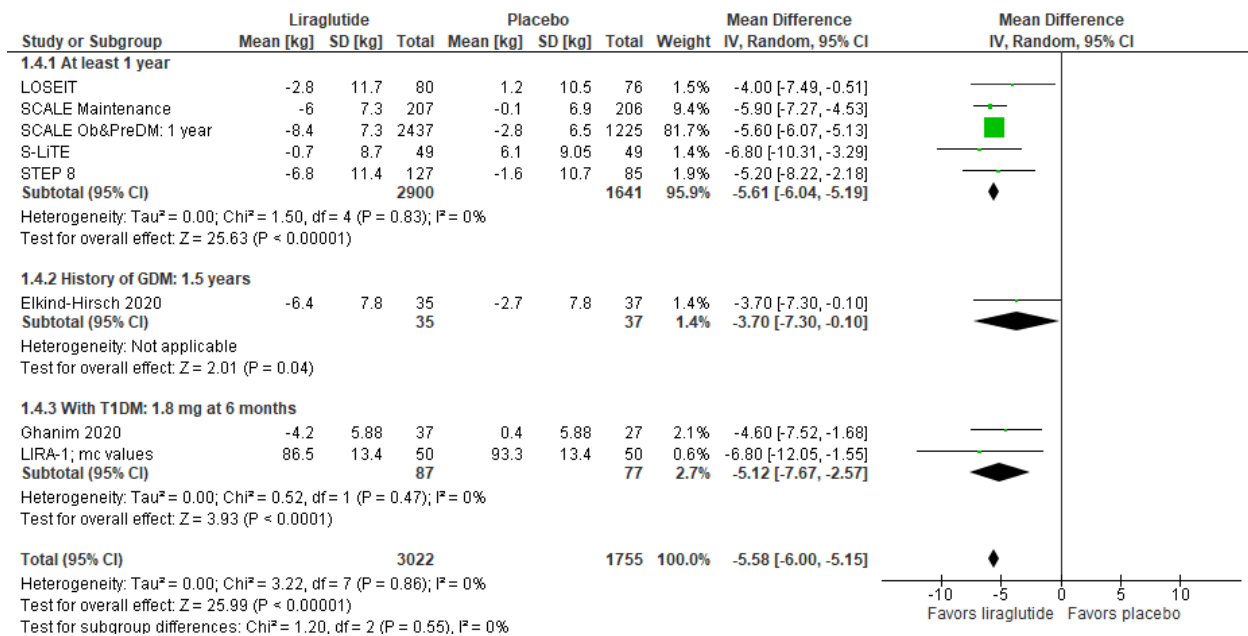 Liraglutide Placebo Mean Difference Mean Difference
Study or Subgroup Mean [kg] SD [kg] Total Mean [kg] SD [kg] Total Weight IV, Random, 95% CI IV, Random, 95% CI
1.4.1 At least 1 year
LOSEIT -2.8 11.7 80 1.2 10.5 76 1.5% -4.00 [-7.49, -0.51]
SCALE Maintenance -6 7.3 207 -0.1 6.9 206 9.4% -5.90 [-7.27, -4.53]
SCALE Ob&PreDM: 1 year -8.4 7.3 2437 -2.8 6.5 1225 81.7% -5.60 [-6.07, -5.13]
S-LiTE -0.7 8.7 49 6.1 9.05 49 1.4% -6.80 [-10.31, -3.29]
STEP 8 -6.8 11.4 127 -1.6 10.7 85 1.9% -5.20 [-8.22, -2.18]
Subtotal (95% CI) 2900 1641 95.9% -5.61 [-6.04, -5.19]
Heterogeneity: Tau² = 0.00; Chi² = 1.50, df = 4 (P = 0.83); I² = 0%
Test for overall effect: Z = 25.63 (P < 0.00001)
1.4.2 History of GDM: 1.5 years
Elkind-Hirsch 2020 -6.4 7.8 35 -2.7 7.8 37 1.4% -3.70 [-7.30, -0.10]
Subtotal (95% CI) 35 37 1.4% -3.70 [-7.30, -0.10]
Heterogeneity: Not applicable
Test for overall effect: Z = 2.01 (P = 0.04)
1.4.3 With T1DM: 1.8 mg at 6 months
Ghanim 2020 -4.2 5.88 37 0.4 5.88 27 2.1% -4.60 [-7.52, -1.68]
LIRA-1; mc values 86.5 13.4 50 93.3 13.4 50 0.6% -6.80 [-12.05, -1.55]
Subtotal (95% CI) 87 77 2.7% -5.12 [-7.67, -2.57]
Heterogeneity: Tau² = 0.00; Chi² = 0.52, df = 1 (P = 0.47); I² = 0%
Test for overall effect: Z = 3.93 (P < 0.0001)
Total (95% CI) 3022 1755 100.0% -5.58 [-6.00, -5.15]
Heterogeneity: Tau² = 0.00; Chi² = 3.22, df = 7 (P = 0.86); I² = 0%
Test for overall effect: Z = 25.99 (P < 0.00001)
Test for subgroup differences: Chi² = 1.20, df = 2 (P = 0.55), I² = 0%
-10 -5 0 5 10
Favors liraglutide Favors placebo